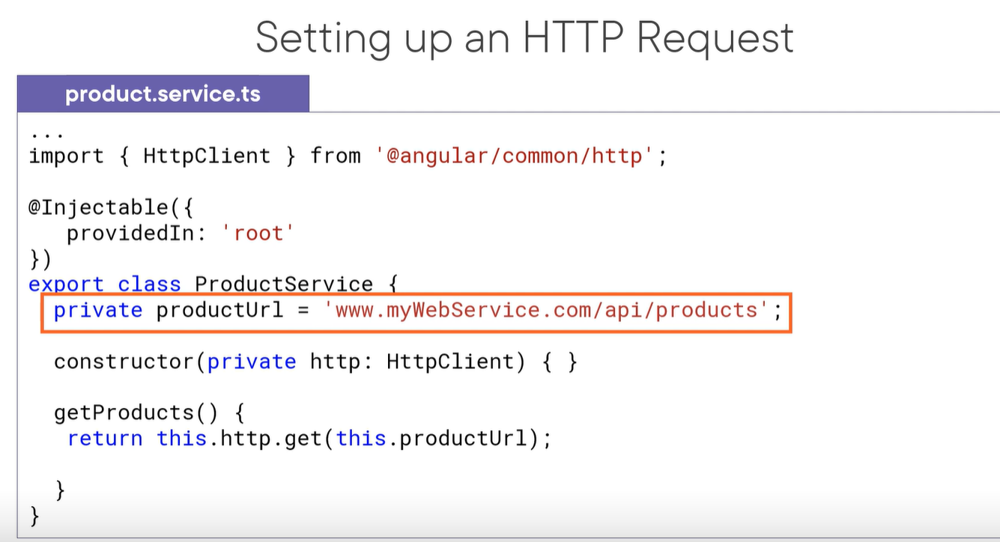 Setting up an HTTP Request
product.service.ts
...
import { HttpClient } from '@angular/common/http';
@Injectable({
providedIn: 'root'
})
export class ProductService {
private productUrl = 'www.myWebService.com/api/products';
constructor(private http: HttpClient) { }
getProducts() {
return this.http.get(this.productUrl);
}
}